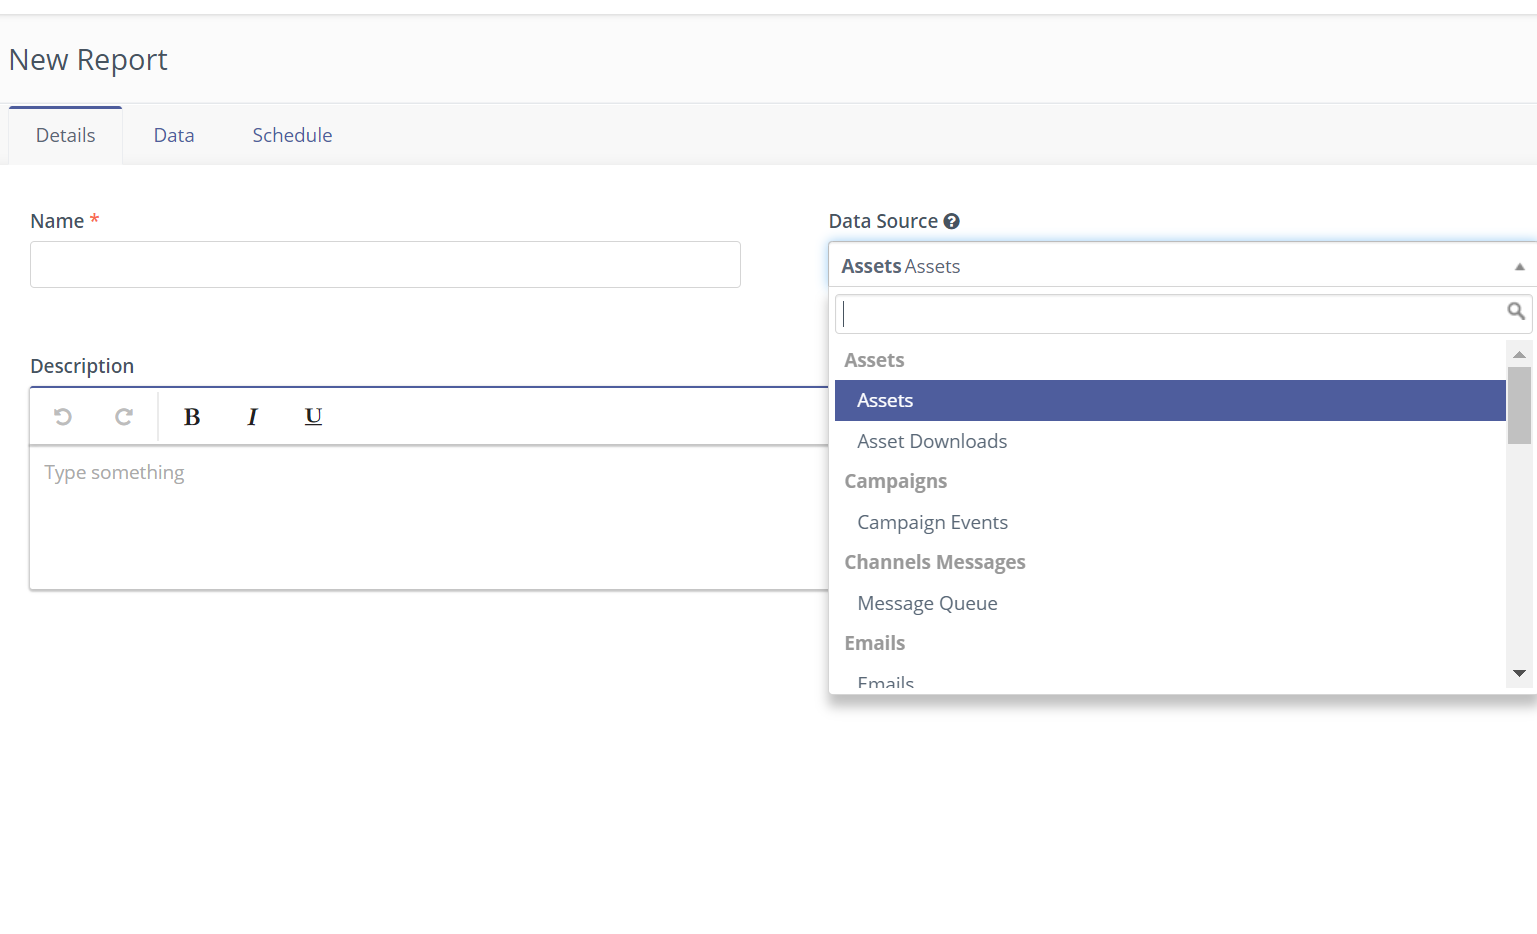 New Report
Details Data Schedule
Name *
Data Source
Assets Assets
Description
B I U
Type something
Assets
Assets
Asset Downloads
Campaigns
Campaign Events
Channels Messages
Message Queue
Emails
Emails